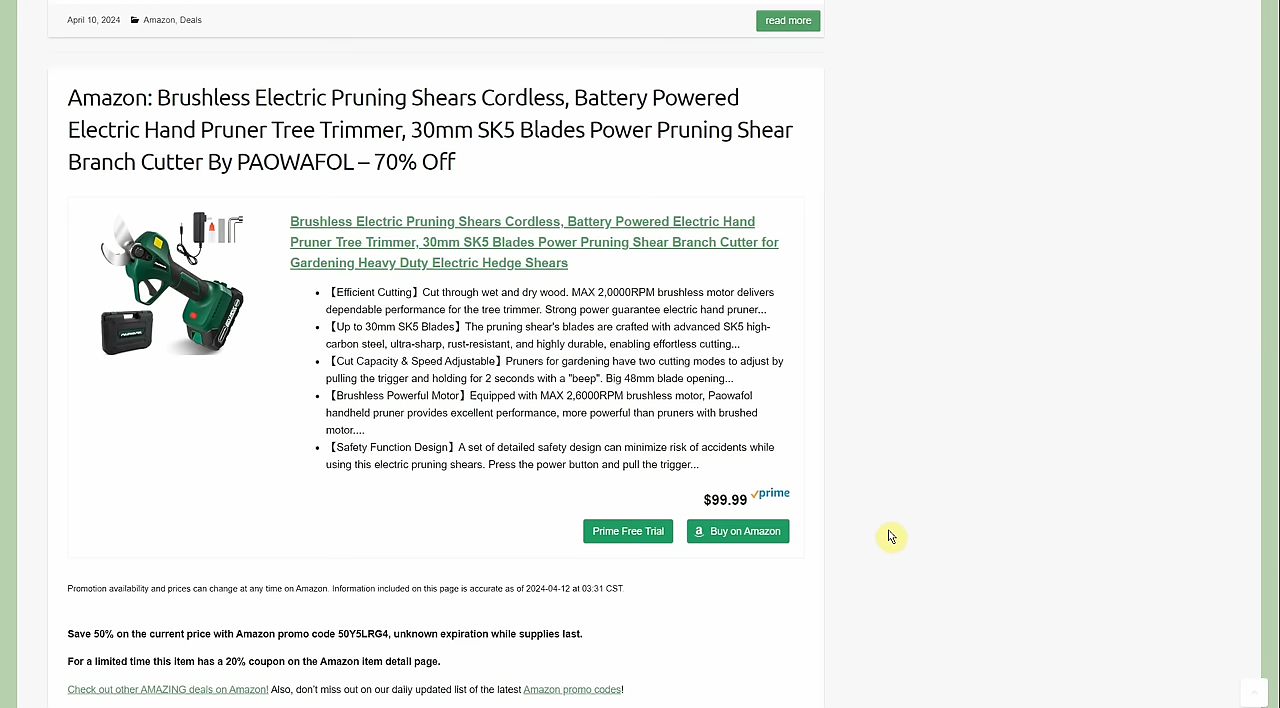 April 10, 2024 Amazon, Deals
read more
Amazon: Brushless Electric Pruning Shears Cordless, Battery Powered
Electric Hand Pruner Tree Trimmer, 30mm SK5 Blades Power Pruning Shear
Branch Cutter By PAOWAFOL – 70% Off
Brushless Electric Pruning Shears Cordless, Battery Powered Electric Hand
Pruner Tree Trimmer, 30mm SK5 Blades Power Pruning Shear Branch Cutter for
Gardening Heavy Duty Electric Hedge Shears
• 【Efficient Cutting】Cut through wet and dry wood. MAX 2,0000RPM brushless motor delivers
dependable performance for the tree trimmer. Strong power guarantee electric hand pruner...
• 【Up to 30mm SK5 Blades】The pruning shear's blades are crafted with advanced SK5 high-
carbon steel, ultra-sharp, rust-resistant, and highly durable, enabling effortless cutting...
• 【Cut Capacity & Speed Adjustable】Pruners for gardening have two cutting modes to adjust by
pulling the trigger and holding for 2 seconds with a "beep". Big 48mm blade opening...
• 【Brushless Powerful Motor】Equipped with MAX 2,6000RPM brushless motor, Paowafol
handheld pruner provides excellent performance, more powerful than pruners with brushed
motor....
• 【Safety Function Design】A set of detailed safety design can minimize risk of accidents while
using this electric pruning shears. Press the power button and pull the trigger...
$99.99 prime
Prime Free Trial
Buy on Amazon
Promotion availability and prices can change at any time on Amazon. Information included on this page is accurate as of 2024-04-12 at 03:31 CST.
Save 50% on the current price with Amazon promo code 50Y5LRG4, unknown expiration while supplies last.
For a limited time this item has a 20% coupon on the Amazon item detail page.
Check out other AMAZING deals on Amazon! Also, don't miss out on our daily updated list of the latest Amazon promo codes!